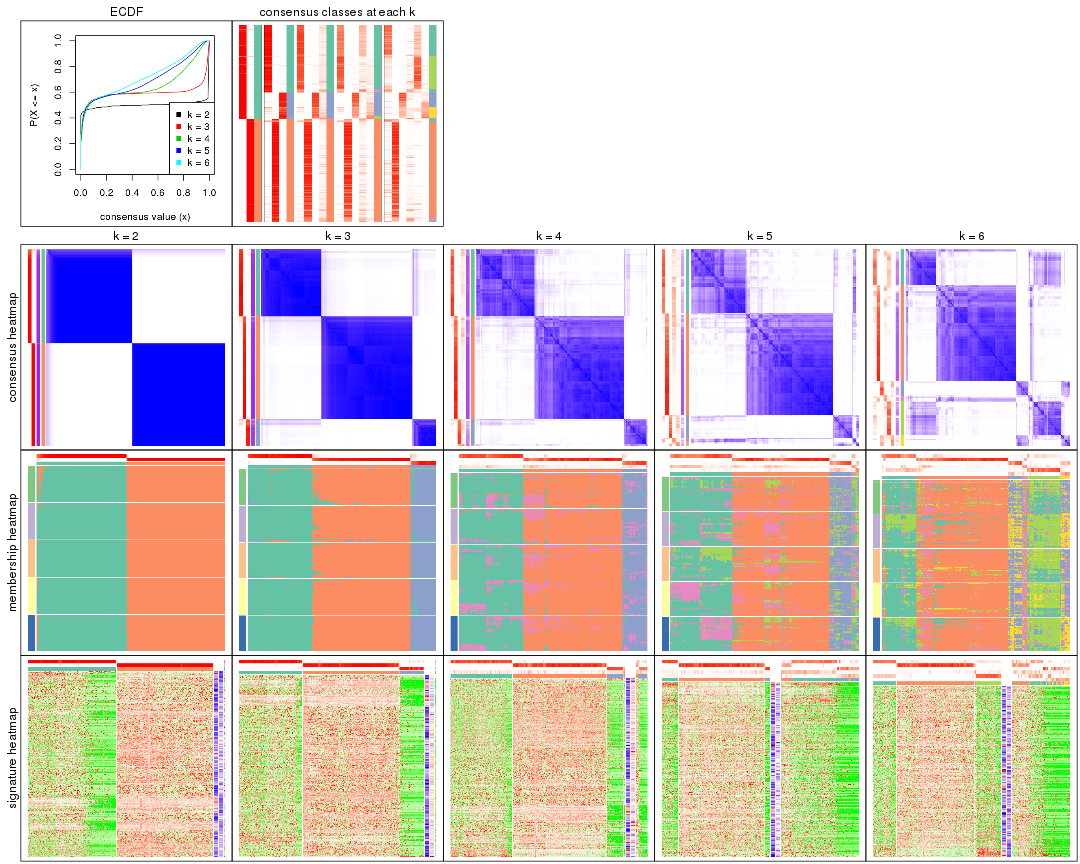 ECDF
consensus classes at each k
P(X <= x)
0.0 0.2 0.4 0.6 0.8 1.0
k = 2
k = 3
k = 4
k = 5
k = 6
0.0 0.2 0.4 0.6 0.8 1.0
consensus value (x)
k = 2
k = 3
k = 4
k = 5
k = 6
consensus heatmap
membership heatmap
signature heatmap